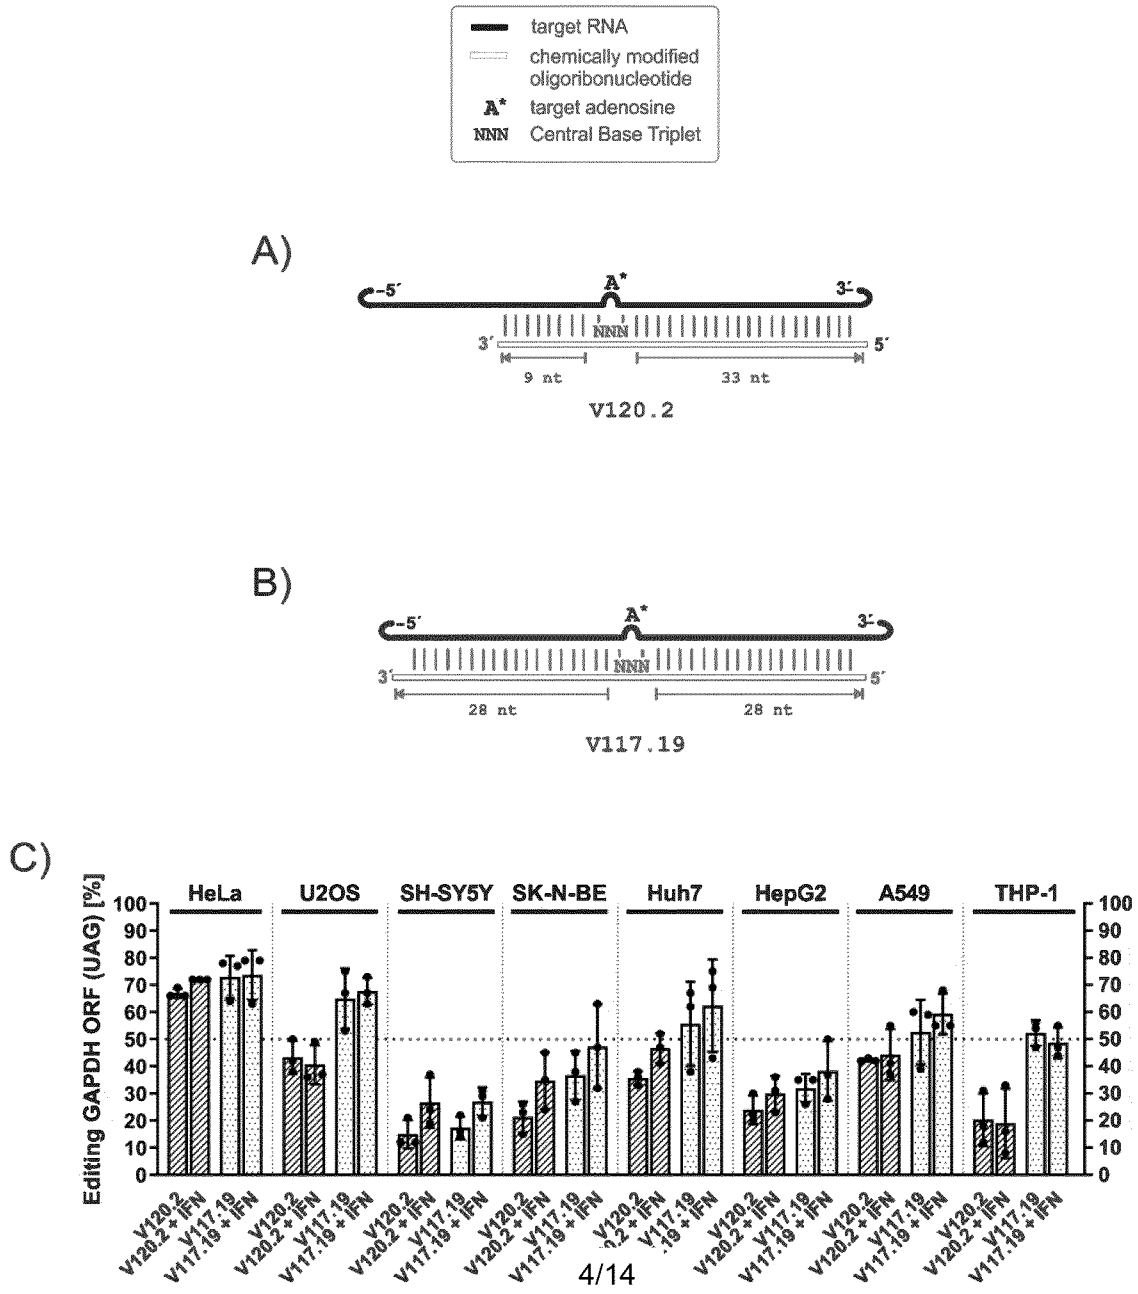 target RNA
chemically modified
oligoribonucleotide
A* target adenosine
NNN Central Base Triplet
A)
A*
-5´ 3´-
NNN
3´ 5´
9 nt 33 nt
V120.2
B)
A*
-5´ 3´-
NNN
3´ 5´
28 nt 28 nt
V117.19
C)
Editing GAPDH ORF (UAG) [%]
HeLa U2OS SH-SY5Y SK-N-BE Huh7 HepG2 A549 THP-1
100 100
90 90
80 80
70 70
60 60
50 50
40 40
30 30
20 20
10 10
0 0
V120.2 V120.2 + IFN V117.19 V117.19 + IFN
V120.2 V120.2 + IFN V117.19 V117.19 + IFN
V120.2 V120.2 + IFN V117.19 V117.19 + IFN
V120.2 V120.2 + IFN V117.19 V117.19 + IFN
V120.2 0.2 + IFN V117.19 .19 + IFN
V120.2 V120.2 + IFN V117.19 V117.19 + IFN
V120.2 V120.2 + IFN V117.19 V117.19 + IFN
V120.2 V120.2 + IFN V117.19 V117.19 + IFN
4/14